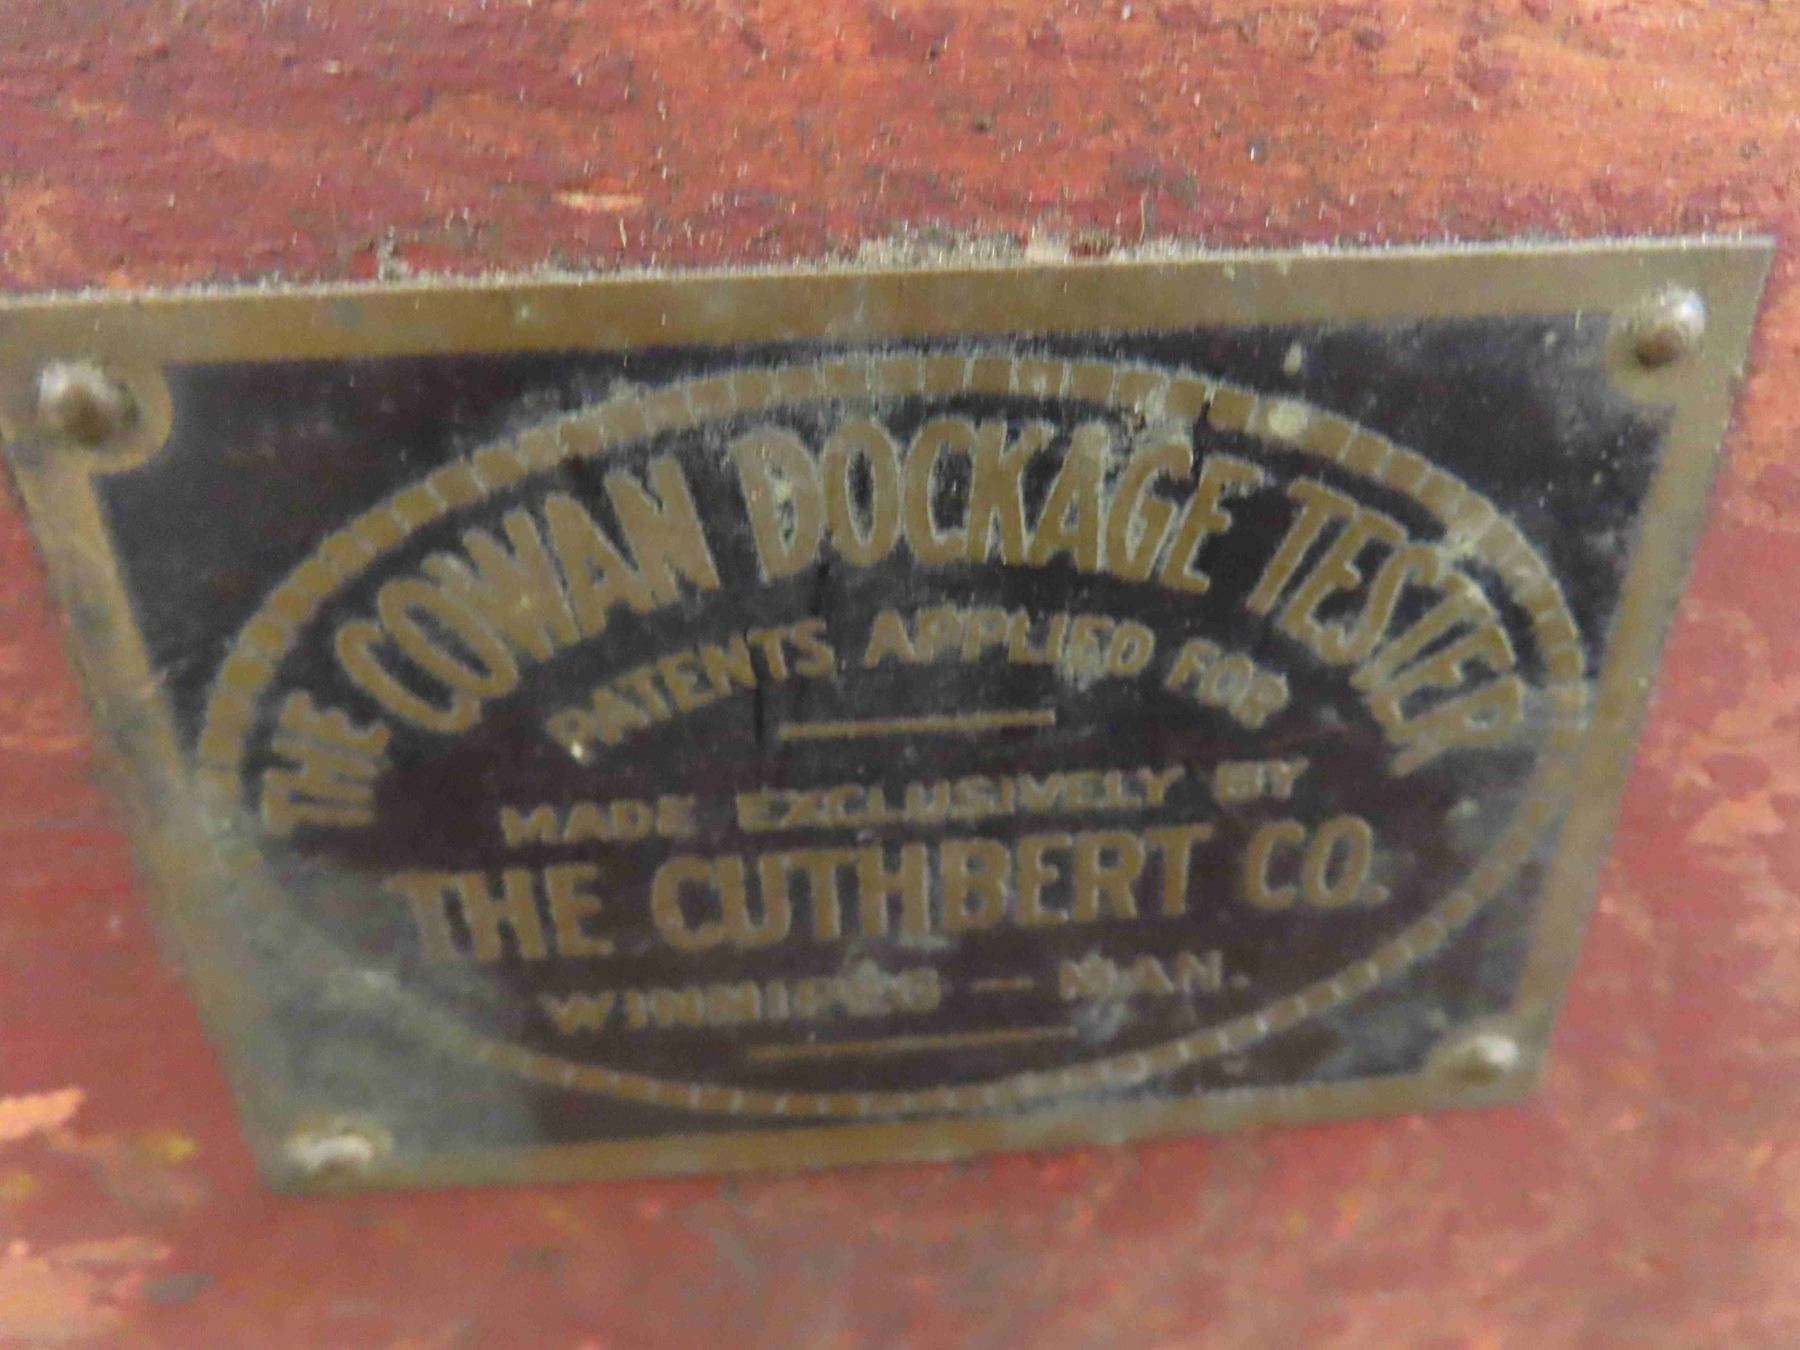 THE COWAN DOCKAGE TESTER
PATENTS APPLIED FOR
MADE EXCLUSIVELY BY
THE CUTHBERT CO.
WINNIPEG — MAN.